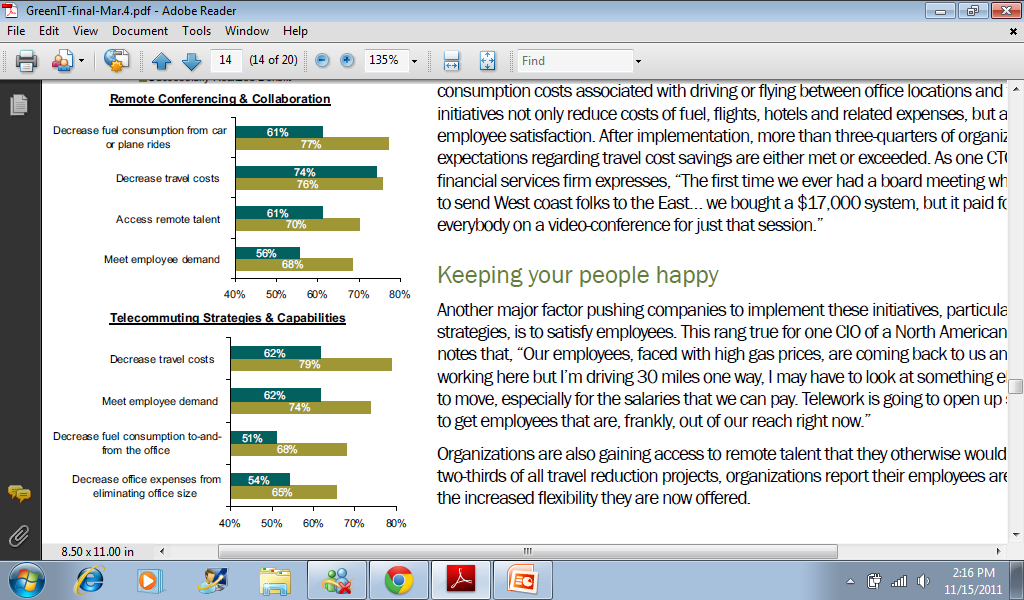 GreenIT-final-Mar.4.pdf - Adobe Reader
File Edit View Document Tools Window Help
14 (14 of 20) 135% Find
Remote Conferencing & Collaboration
Decrease fuel consumption from car
or plane rides
61%
77%
Decrease travel costs
74%
76%
Access remote talent
61%
70%
Meet employee demand
56%
68%
40% 50% 60% 70% 80%
Telecommuting Strategies & Capabilities
Decrease travel costs
62%
79%
Meet employee demand
62%
74%
Decrease fuel consumption to-and-
from the office
51%
68%
Decrease office expenses from
eliminating office size
54%
65%
40% 50% 60% 70% 80%
consumption costs associated with driving or flying between office locations and
initiatives not only reduce costs of fuel, flights, hotels and related expenses, but a
employee satisfaction. After implementation, more than three-quarters of organiz
expectations regarding travel cost savings are either met or exceeded. As one CTO
financial services firm expresses, “The first time we ever had a board meeting wh
to send West coast folks to the East... we bought a $17,000 system, but it paid fo
everybody on a video-conference for just that session.”
Keeping your people happy
Another major factor pushing companies to implement these initiatives, particula
strategies, is to satisfy employees. This rang true for one CIO of a North American
notes that, “Our employees, faced with high gas prices, are coming back to us an
working here but I’m driving 30 miles one way, I may have to look at something el
to move, especially for the salaries that we can pay. Telework is going to open up
to get employees that are, frankly, out of our reach right now.”
Organizations are also gaining access to remote talent that they otherwise would
two-thirds of all travel reduction projects, organizations report their employees are
the increased flexibility they are now offered.
8.50 x 11.00 in
2:16 PM
11/15/2011